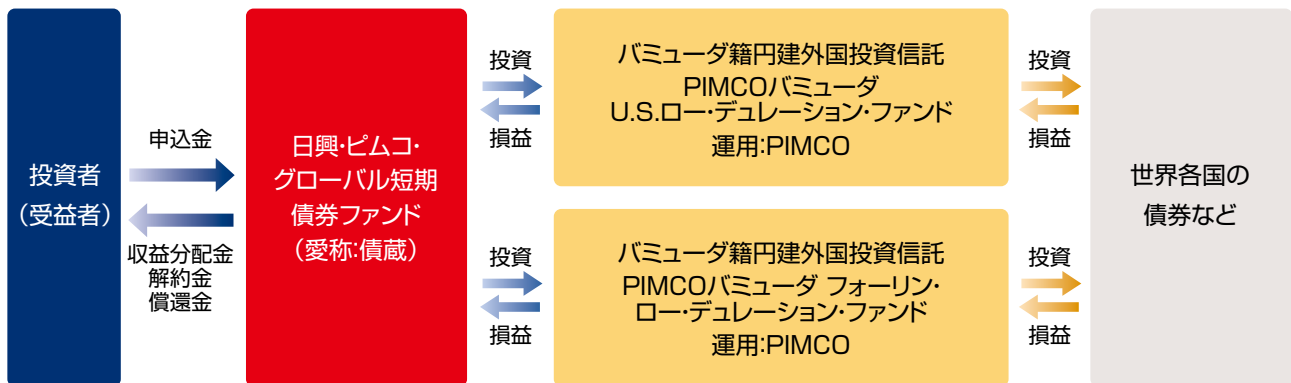 投資者
（受益者）
申込金
収益分配金
解約金
償還金
日興・ピムコ・
グローバル短期
債券ファンド
（愛称:債蔵）
投資
損益
バミューダ籍円建外国投資信託
PIMCOバミューダ
U.S.ロー・デュレーション・ファンド
運用:PIMCO
投資
損益
投資
損益
バミューダ籍円建外国投資信託
PIMCOバミューダ フォーリン・
ロー・デュレーション・ファンド
運用:PIMCO
投資
損益
世界各国の
債券など